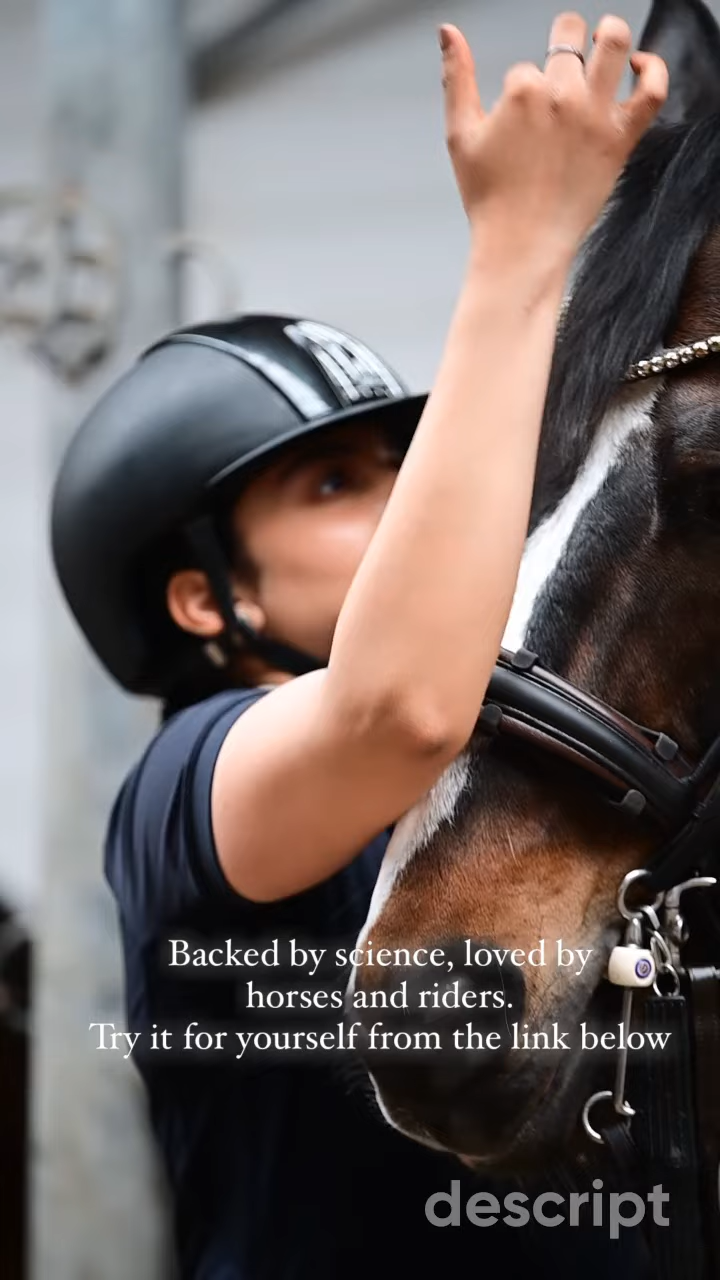 Backed by science, loved by
horses and riders.
Try it for yourself from the link below
descript